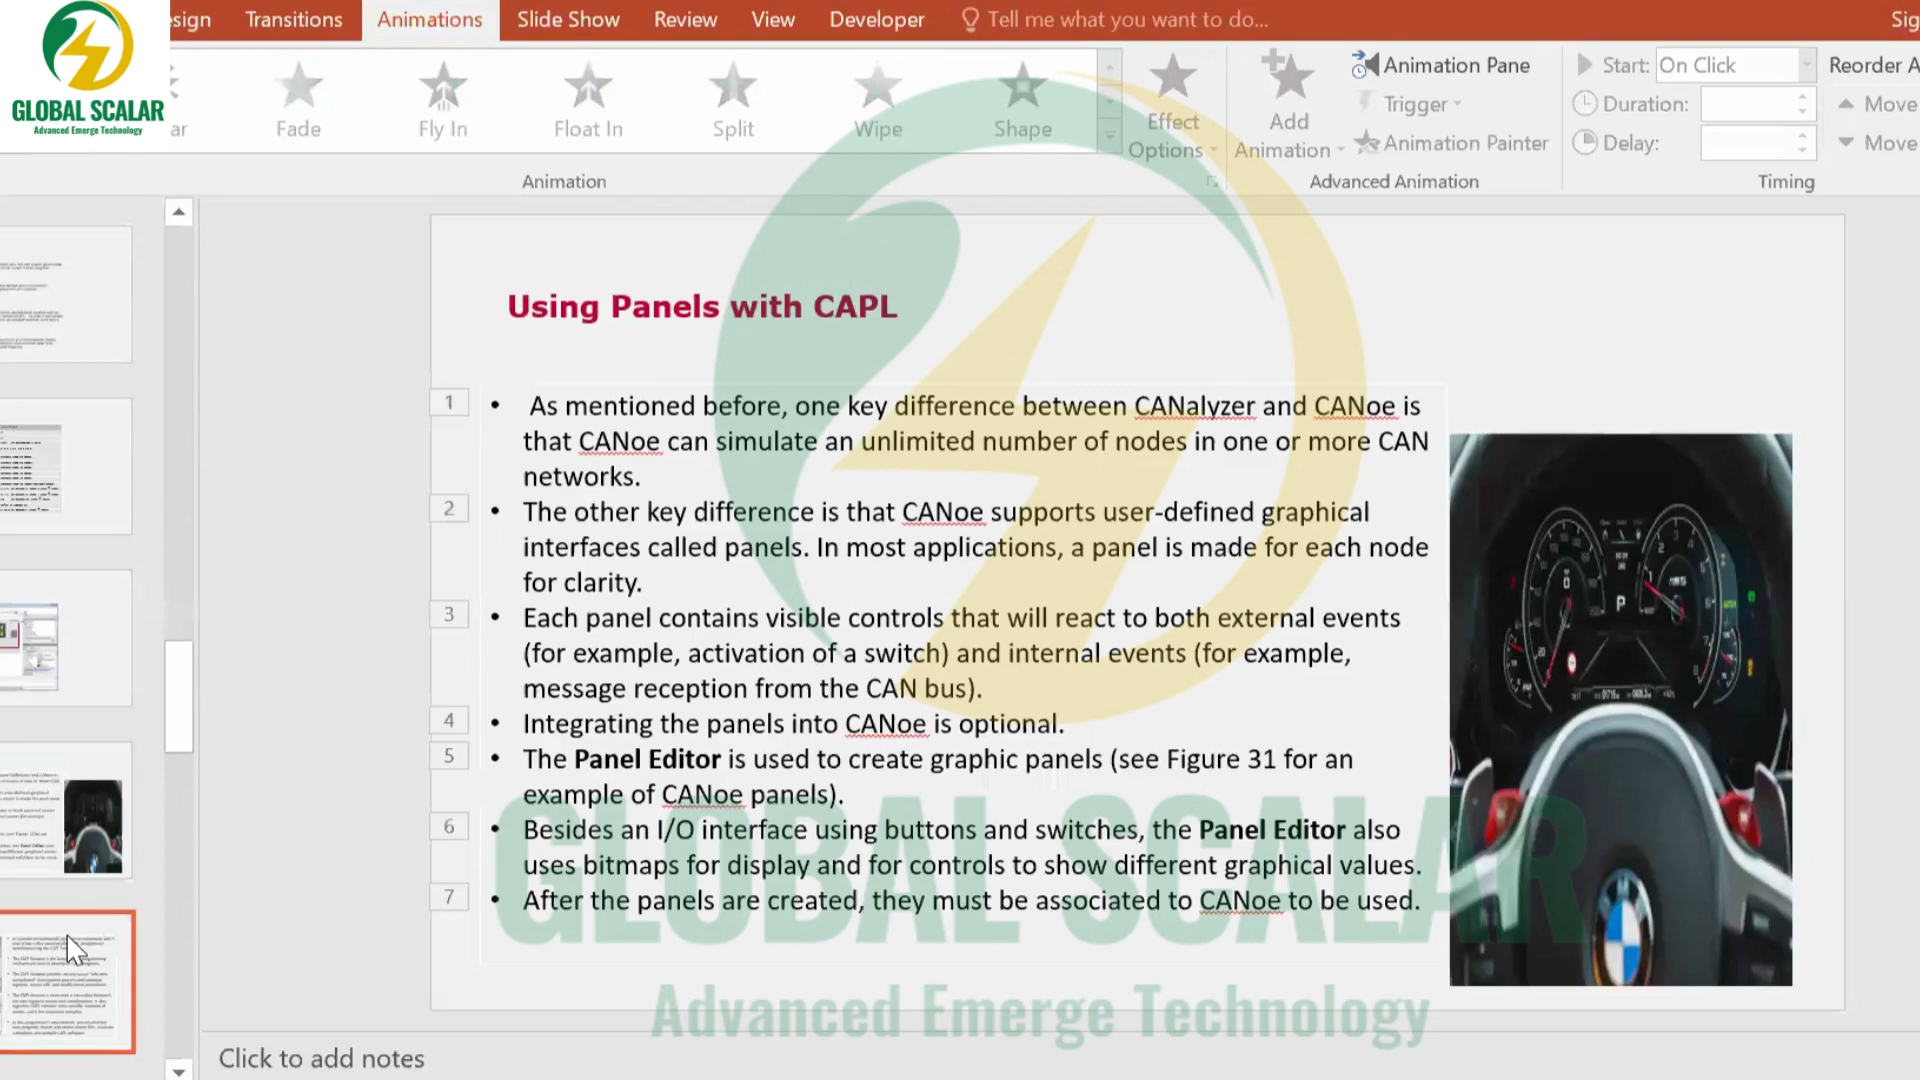 esign Transitions Animations Slide Show Review View Developer Tell me what you want to do... Sig
GLOBAL SCALAR
Advanced Emerge Technology
ar Fade Fly In Float In Split Wipe Shape
Effect
Options
Add
Animation
Animation Pane
Trigger
Animation Painter
Start: On Click
Duration:
Delay:
Reorder A
Move
Move
Animation
Advanced Animation
Timing
Using Panels with CAPL
1 • As mentioned before, one key difference between CANalyzer and CANoe is
that CANoe can simulate an unlimited number of nodes in one or more CAN
networks.
2 • The other key difference is that CANoe supports user-defined graphical
interfaces called panels. In most applications, a panel is made for each node
for clarity.
3 • Each panel contains visible controls that will react to both external events
(for example, activation of a switch) and internal events (for example,
message reception from the CAN bus).
4 • Integrating the panels into CANoe is optional.
5 • The Panel Editor is used to create graphic panels (see Figure 31 for an
example of CANoe panels).
6 • Besides an I/O interface using buttons and switches, the Panel Editor also
uses bitmaps for display and for controls to show different graphical values.
7 • After the panels are created, they must be associated to CANoe to be used.
GLOBAL SCALAR
Advanced Emerge Technology
Click to add notes